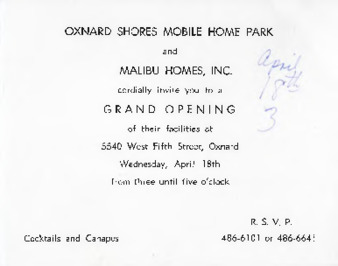 OXNARD SHORES MOBILE HOME PARK
and
MALIBU HOMES, INC.
cordially invite you to a
GRAND OPENING
of their facilities at
5540 West Fifth Street, Oxnard
Wednesday, April 18th
from three until five o'clock
April
18th
3
R. S. V. P.
Cocktails and Canapus 486-6101 or 486-6645